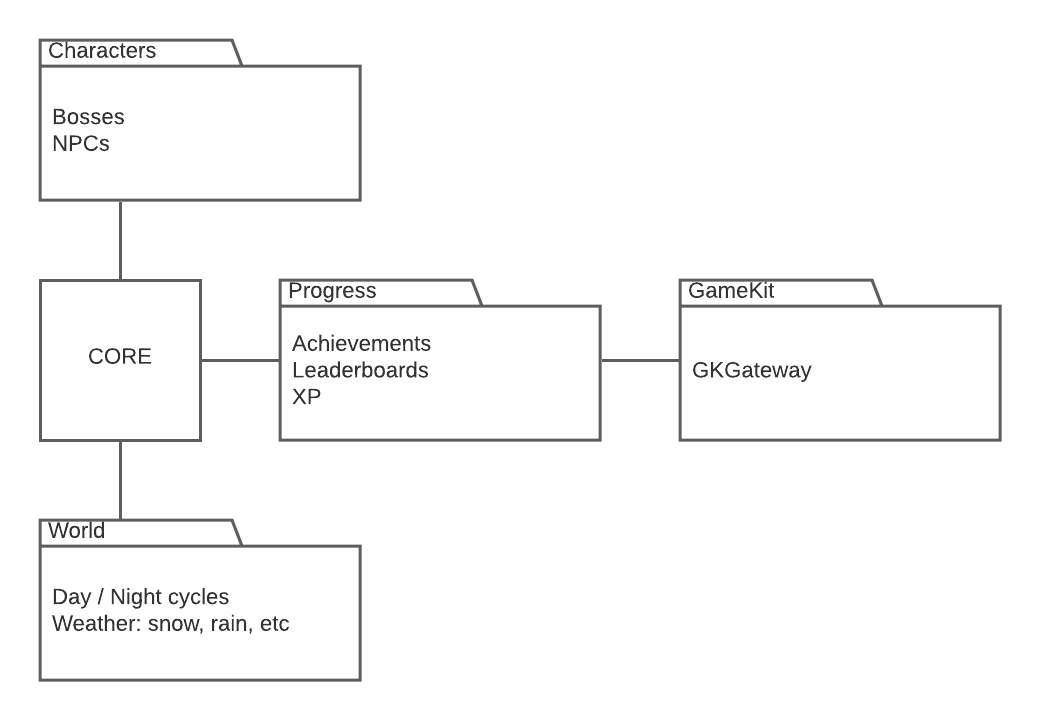 Characters
Bosses
NPCs
CORE
Progress
Achievements
Leaderboards
XP
GameKit
GKGateway
World
Day / Night cycles
Weather: snow, rain, etc